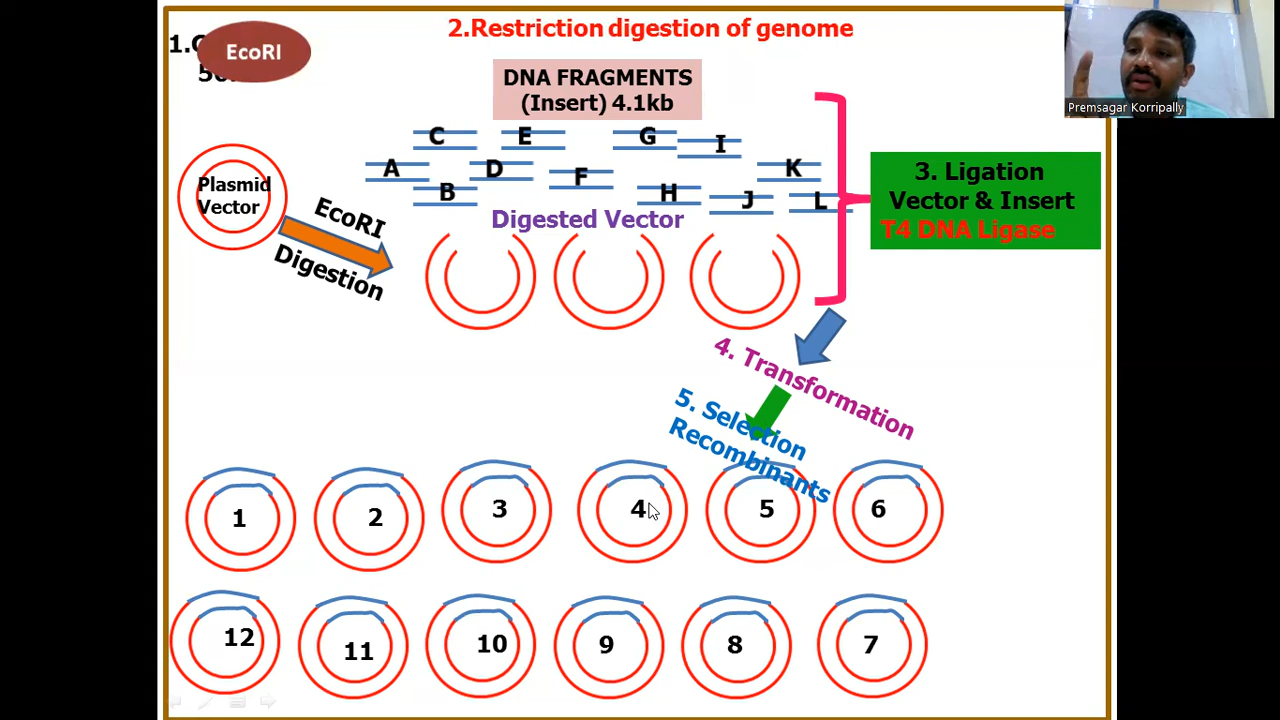 2.Restriction digestion of genome
EcoRI
DNA FRAGMENTS
(Insert) 4.1kb
Premsagar Korripally
C
E
G
I
A
D
F
K
B
H
J
L
Plasmid
Vector
EcoRI
Digestion
Digested Vector
3. Ligation
Vector & Insert
T4 DNA Ligase
4. Transformation
5. Selection
Recombinants
1
2
3
4
5
6
12
11
10
9
8
7